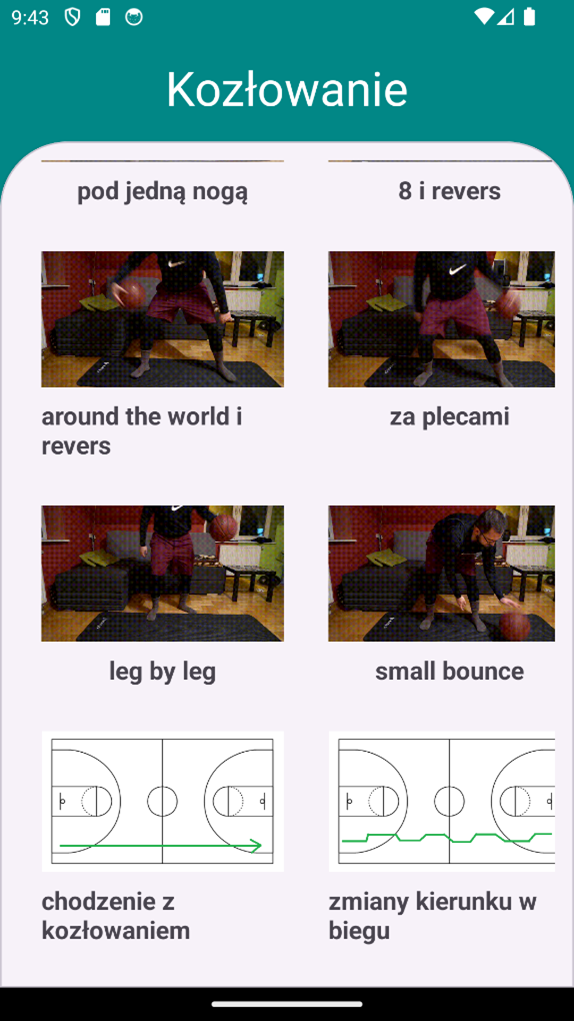 9:43
Kozłowanie
pod jedną nogą
8 i revers
around the world i
revers
za plecami
leg by leg
small bounce
chodzenie z
kozłowaniem
zmiany kierunku w
biegu